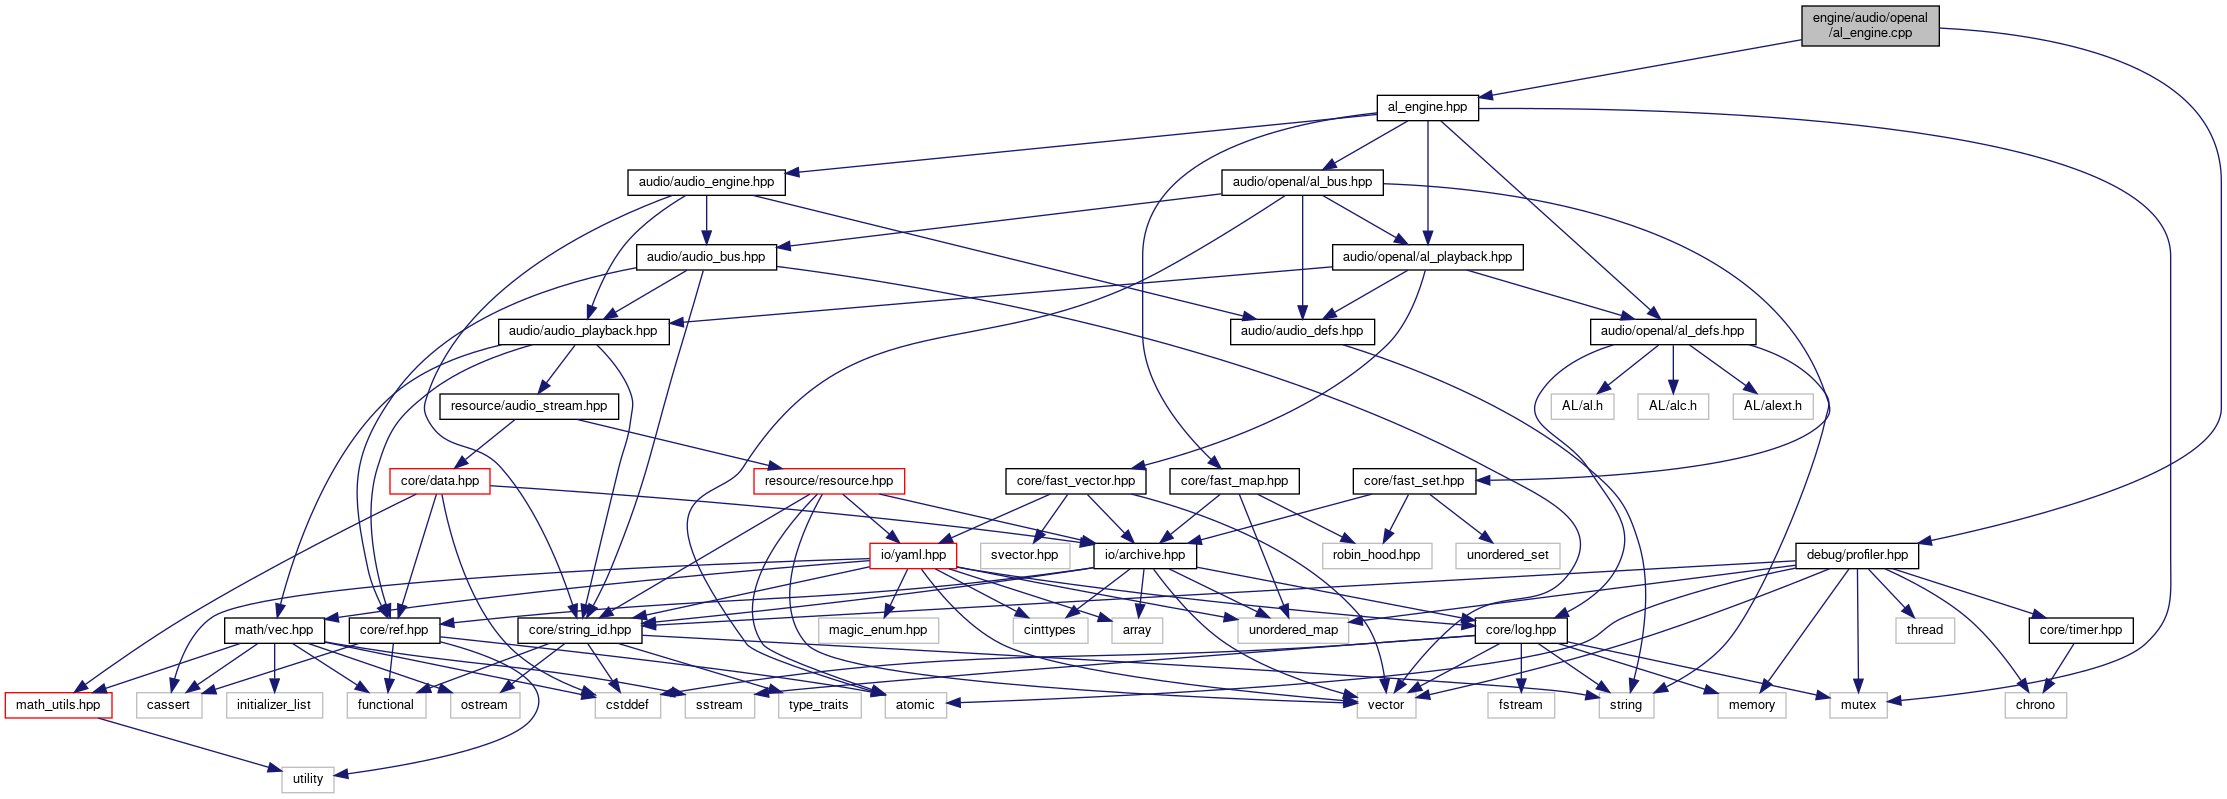 engine/audio/openal
/al_engine.cpp
al_engine.hpp
audio/audio_engine.hpp
audio/openal/al_bus.hpp
audio/audio_bus.hpp
audio/openal/al_playback.hpp
audio/audio_playback.hpp
audio/audio_defs.hpp
audio/openal/al_defs.hpp
resource/audio_stream.hpp
AL/al.h
AL/alc.h
AL/alext.h
core/data.hpp
resource/resource.hpp
core/fast_vector.hpp
core/fast_map.hpp
core/fast_set.hpp
io/yaml.hpp
svector.hpp
io/archive.hpp
robin_hood.hpp
unordered_set
debug/profiler.hpp
math/vec.hpp
core/ref.hpp
core/string_id.hpp
magic_enum.hpp
cinttypes
array
unordered_map
core/log.hpp
thread
core/timer.hpp
math_utils.hpp
cassert
initializer_list
functional
ostream
cstddef
sstream
type_traits
atomic
vector
fstream
string
memory
mutex
chrono
utility